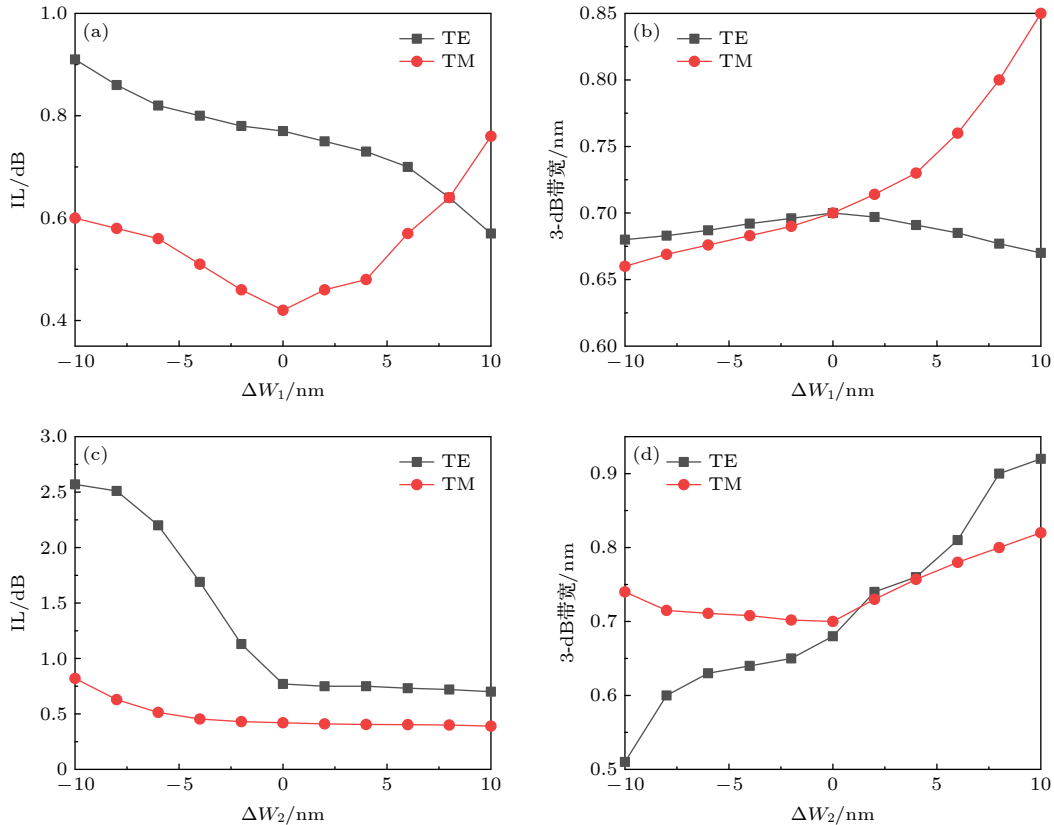 (a)
TE
TM
1.0
0.8
0.6
0.4
IL/dB
−10
−5
0
5
10
ΔW₁/nm
(b)
TE
TM
0.85
0.80
0.75
0.70
0.65
0.60
3-dB带宽/nm
−10
−5
0
5
10
ΔW₁/nm
(c)
TE
TM
3.0
2.5
2.0
1.5
1.0
0.5
0
IL/dB
−10
−5
0
5
10
ΔW₂/nm
(d)
TE
TM
0.9
0.8
0.7
0.6
0.5
3-dB带宽/nm
−10
−5
0
5
10
ΔW₂/nm